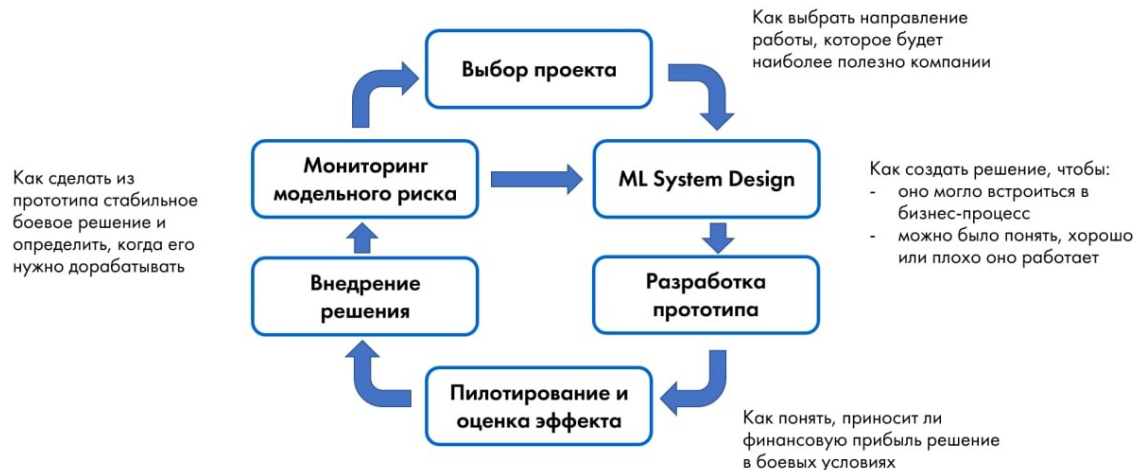 Как выбрать направление
работы, которое будет
наиболее полезно компании
Выбор проекта
Мониторинг
модельного риска
ML System Design
Как сделать из
прототипа стабильное
боевое решение и
определить, когда его
нужно дорабатывать
Как создать решение, чтобы:
- оно могло встроиться в
бизнес-процесс
- можно было понять, хорошо
или плохо оно работает
Внедрение
решения
Разработка
прототипа
Пилотирование и
оценка эффекта
Как понять, приносит ли
финансовую прибыль решение
в боевых условиях